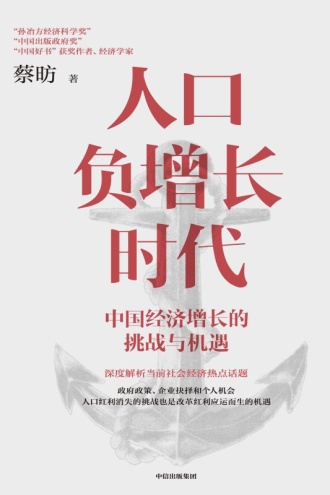 “孙冶方经济科学奖”
“中国出版政府奖”
“中国好书”获奖作者、经济学家
蔡昉 著
人口
负增长
时代
中国经济增长的
挑战与机遇
深度解析当前社会经济热点话题
政府政策、企业抉择和个人机会
人口红利消失的挑战也是改革红利应运而生的机遇
中信出版集团